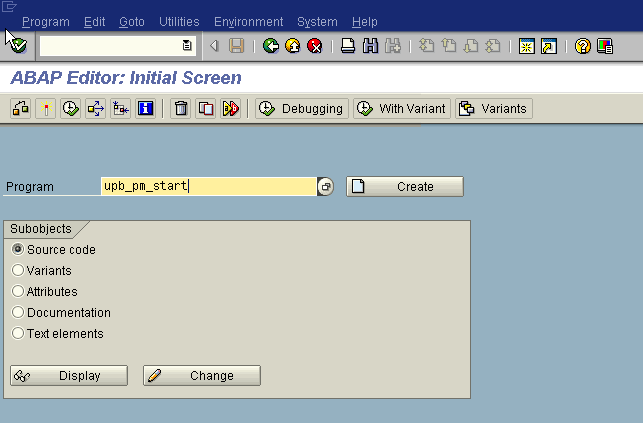 Program Edit Goto Utilities Environment System Help
ABAP Editor: Initial Screen
Debugging With Variant Variants
Program upb_pm_start Create
Subobjects
Source code
Variants
Attributes
Documentation
Text elements
Display Change